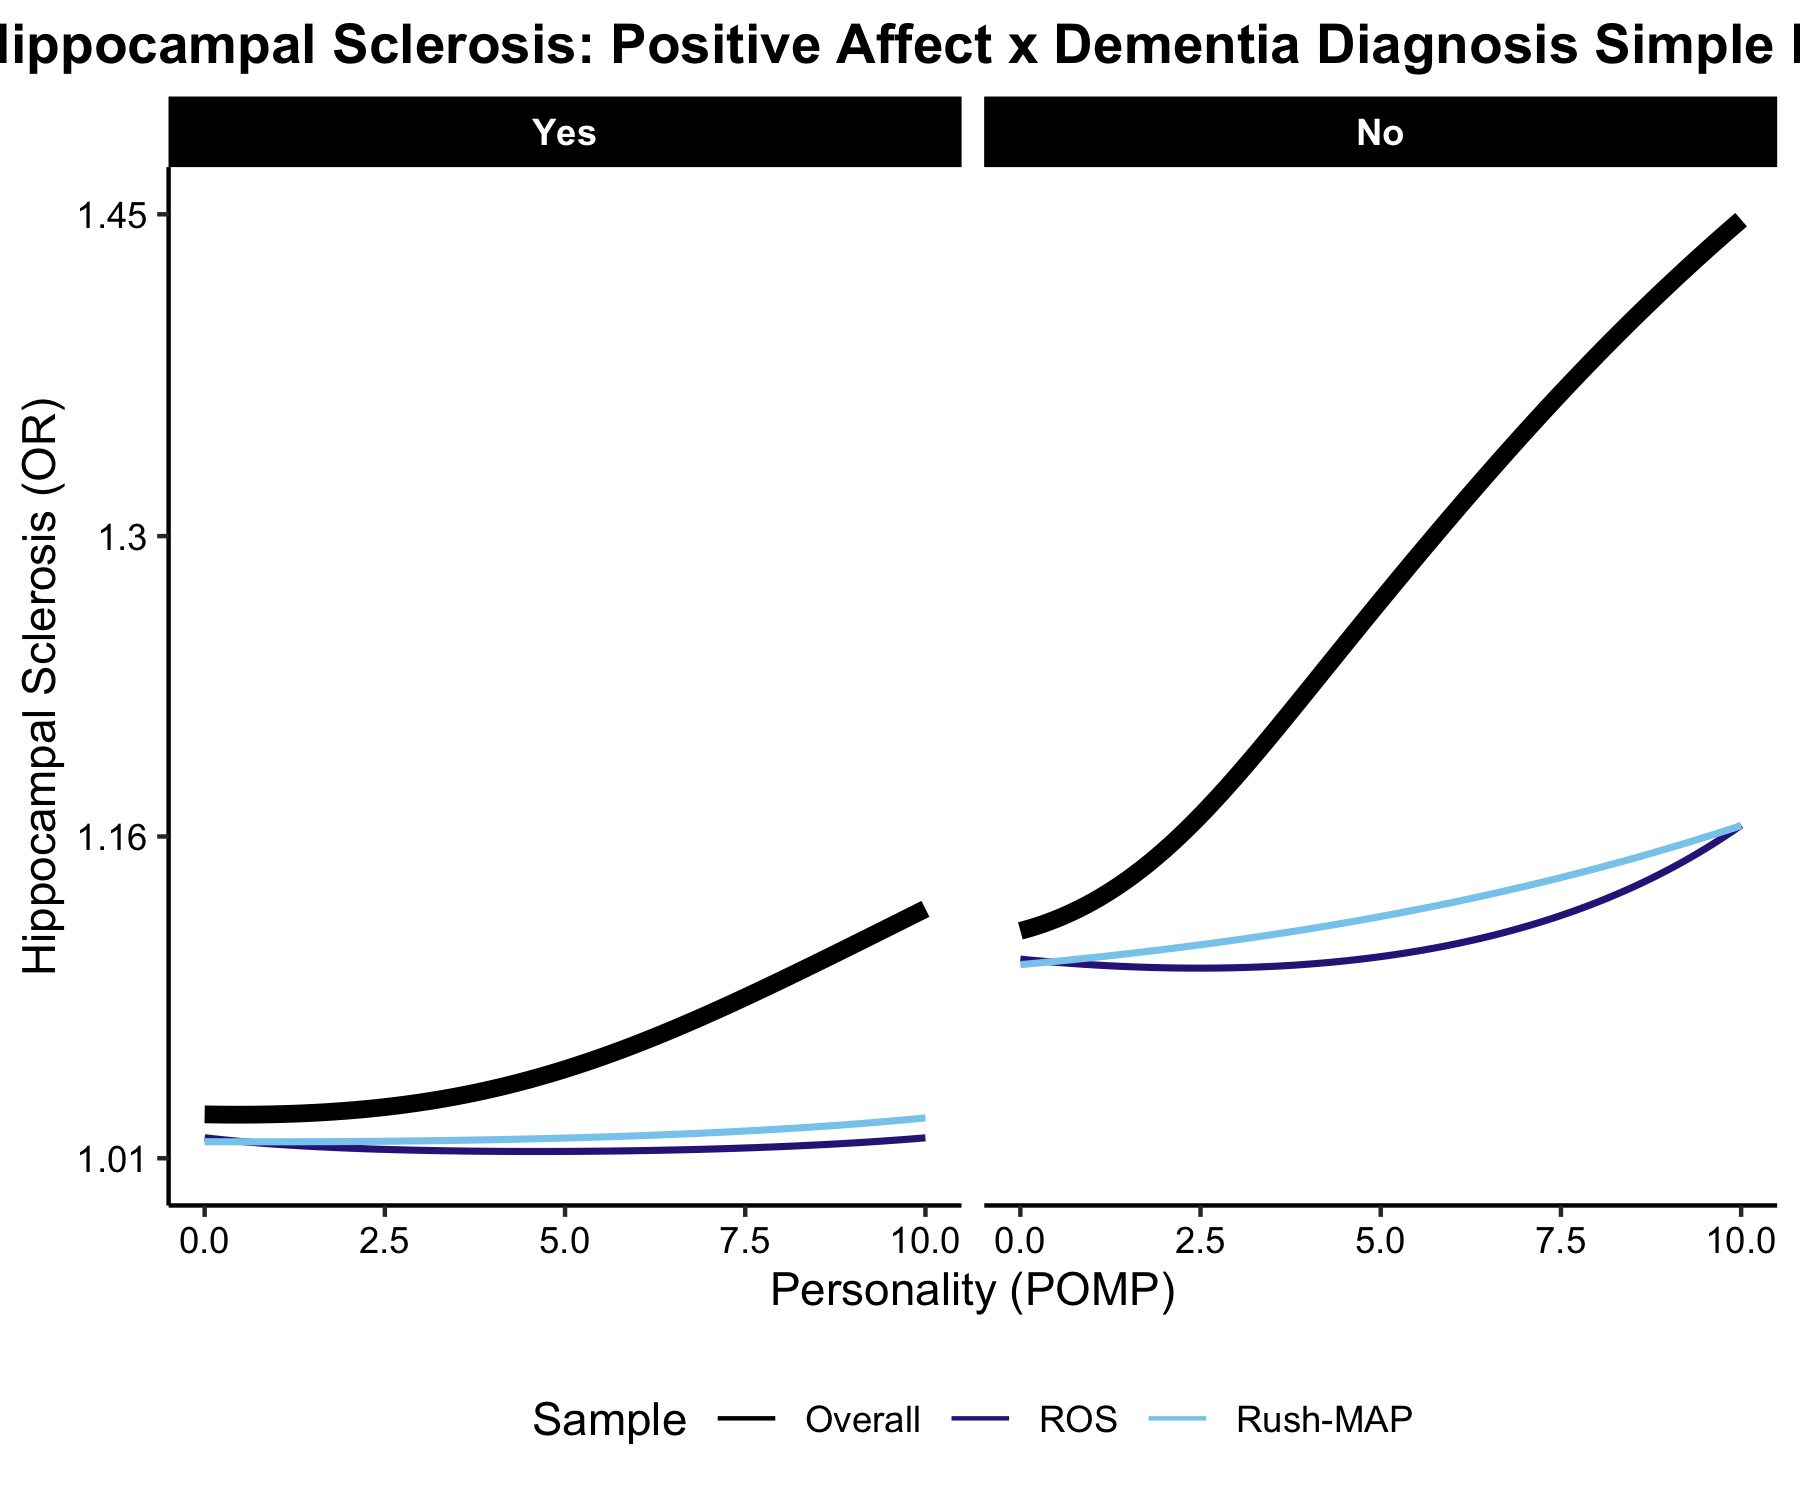 ippocampal Sclerosis: Positive Affect x Dementia Diagnosis Simple
Yes No
Hippocampal Sclerosis (OR)
1.45
1.3
1.16
1.01
0.0 2.5 5.0 7.5 10.0 0.0 2.5 5.0 7.5 10.0
Personality (POMP)
Sample Overall ROS Rush-MAP